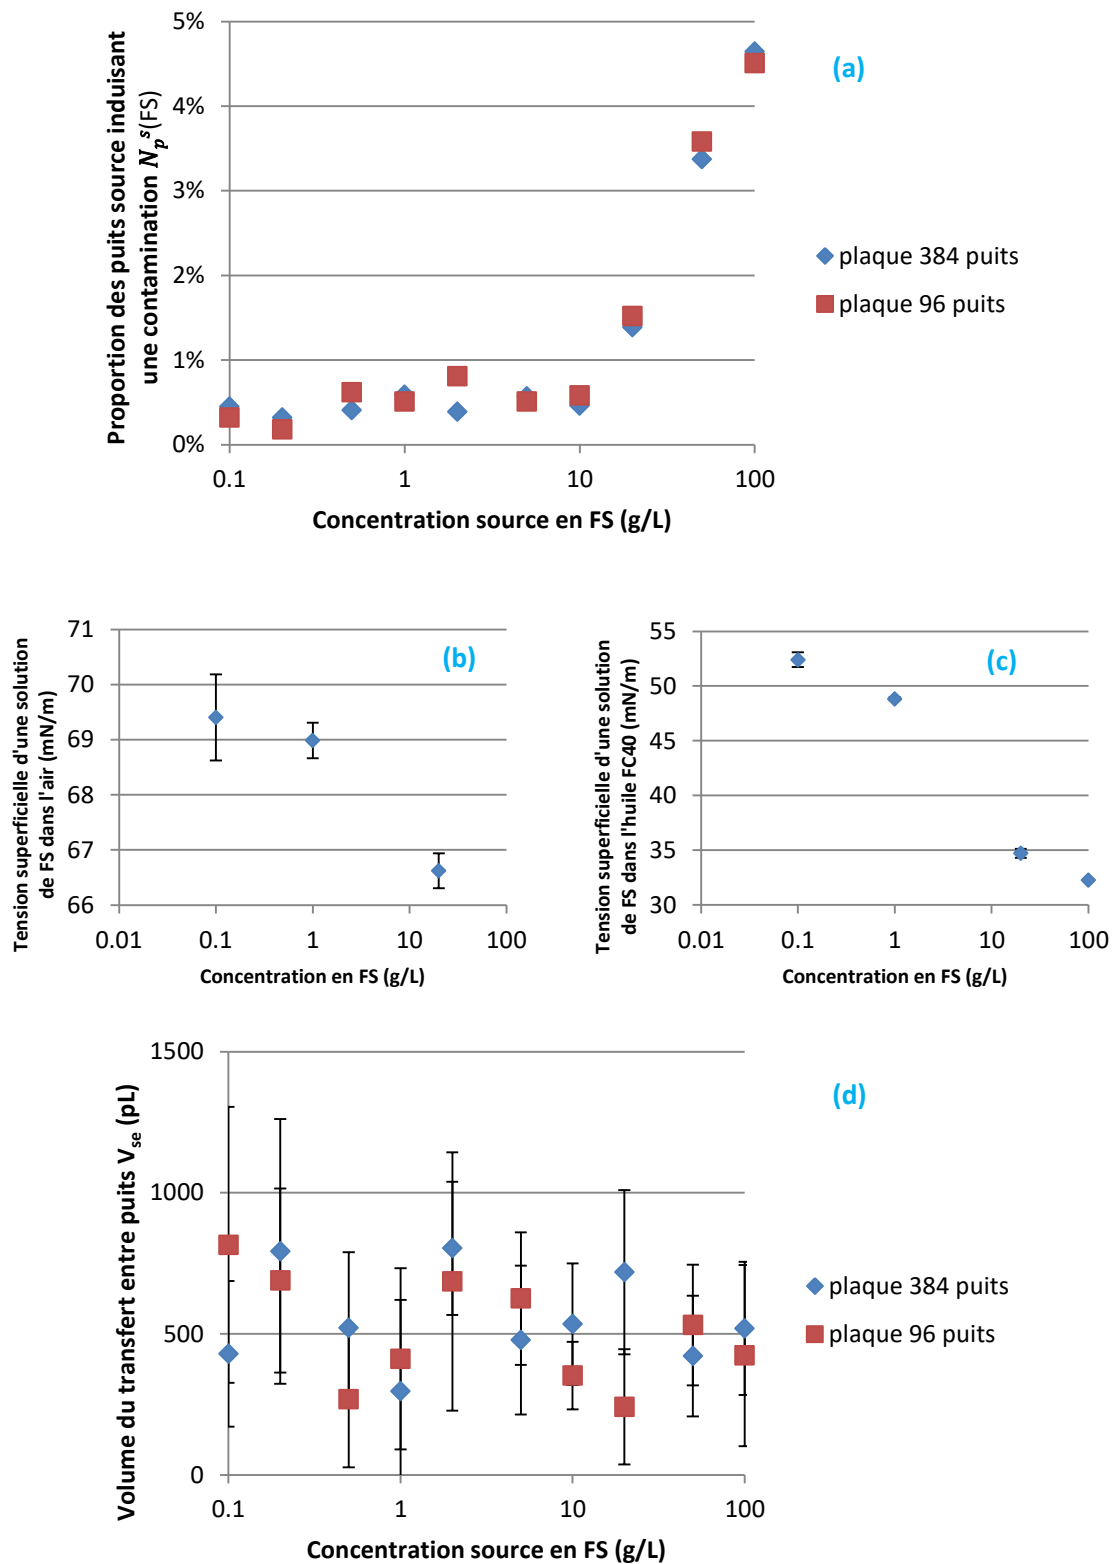 5%
4%
3%
2%
1%
0%
Proportion des puits source induisant
une contamination Nₚˢ(FS)
(a)
plaque 384 puits
plaque 96 puits
0.1 1 10 100
Concentration source en FS (g/L)
71
70
69
68
67
66
Tension superficielle d'une solution
de FS dans l'air (mN/m)
(b)
0.01 0.1 1 10 100
Concentration en FS (g/L)
55
50
45
40
35
30
Tension superficielle d'une solution
de FS dans l'huile FC40 (mN/m)
(c)
0.01 0.1 1 10 100
Concentration en FS (g/L)
1500
1000
500
0
Volume du transfert entre puits Vse (pL)
(d)
plaque 384 puits
plaque 96 puits
0.1 1 10 100
Concentration source en FS (g/L)